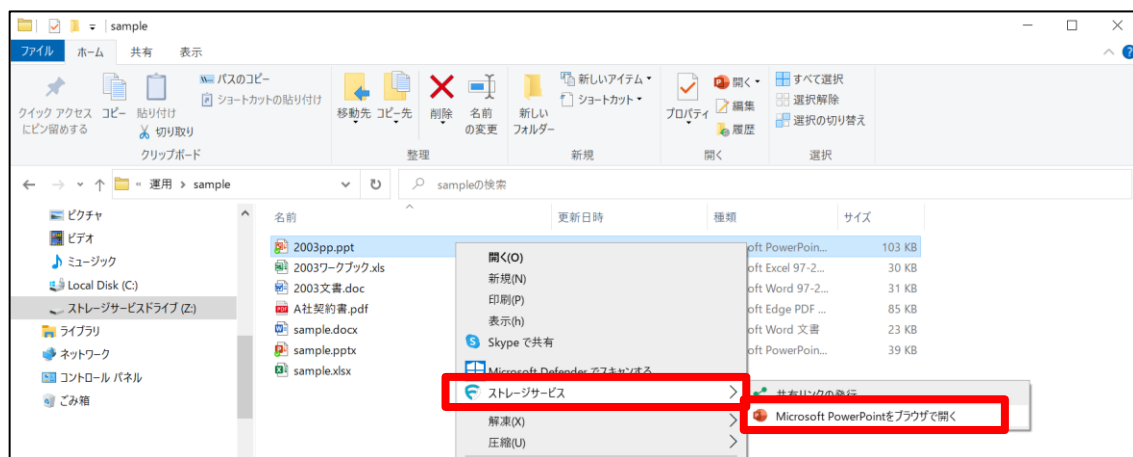 sample
ファイル ホーム 共有 表示
クイック アクセス にピン留めする
コピー
貼り付け
パスのコピー
ショートカットの貼り付け
切り取り
クリップボード
移動先 コピー先 削除 名前の変更
整理
新しいフォルダー
新しいアイテム
ショートカット
新規
プロパティ
開く
編集
履歴
開く
すべて選択
選択解除
選択の切り替え
選択
« 運用 > sample
sampleの検索
名前 更新日時 種類 サイズ
ピクチャ
ビデオ
ミュージック
Local Disk (C:)
ストレージサービスドライブ (Z:)
ライブラリ
ネットワーク
コントロール パネル
ごみ箱
2003pp.ppt oft PowerPoin... 103 KB
2003ワークブック.xls oft Excel 97-2... 30 KB
2003文書.doc oft Word 97-2... 31 KB
A社契約書.pdf oft Edge PDF ... 85 KB
sample.docx oft Word 文書 23 KB
sample.pptx oft PowerPoin... 39 KB
sample.xlsx
開く(O)
新規(N)
印刷(P)
表示(h)
Skype で共有
Microsoft Defender でスキャンする
ストレージサービス
解凍(X)
圧縮(U)
共有リンクの発行
Microsoft PowerPointをブラウザで開く